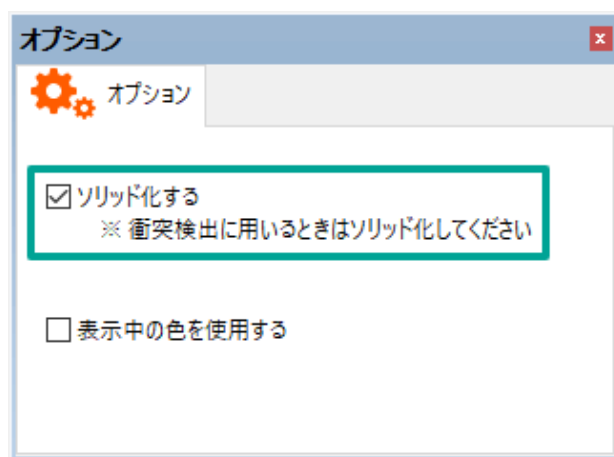 オプション
オプション
ソリッド化する
※ 衝突検出に用いるときはソリッド化してください
表示中の色を使用する